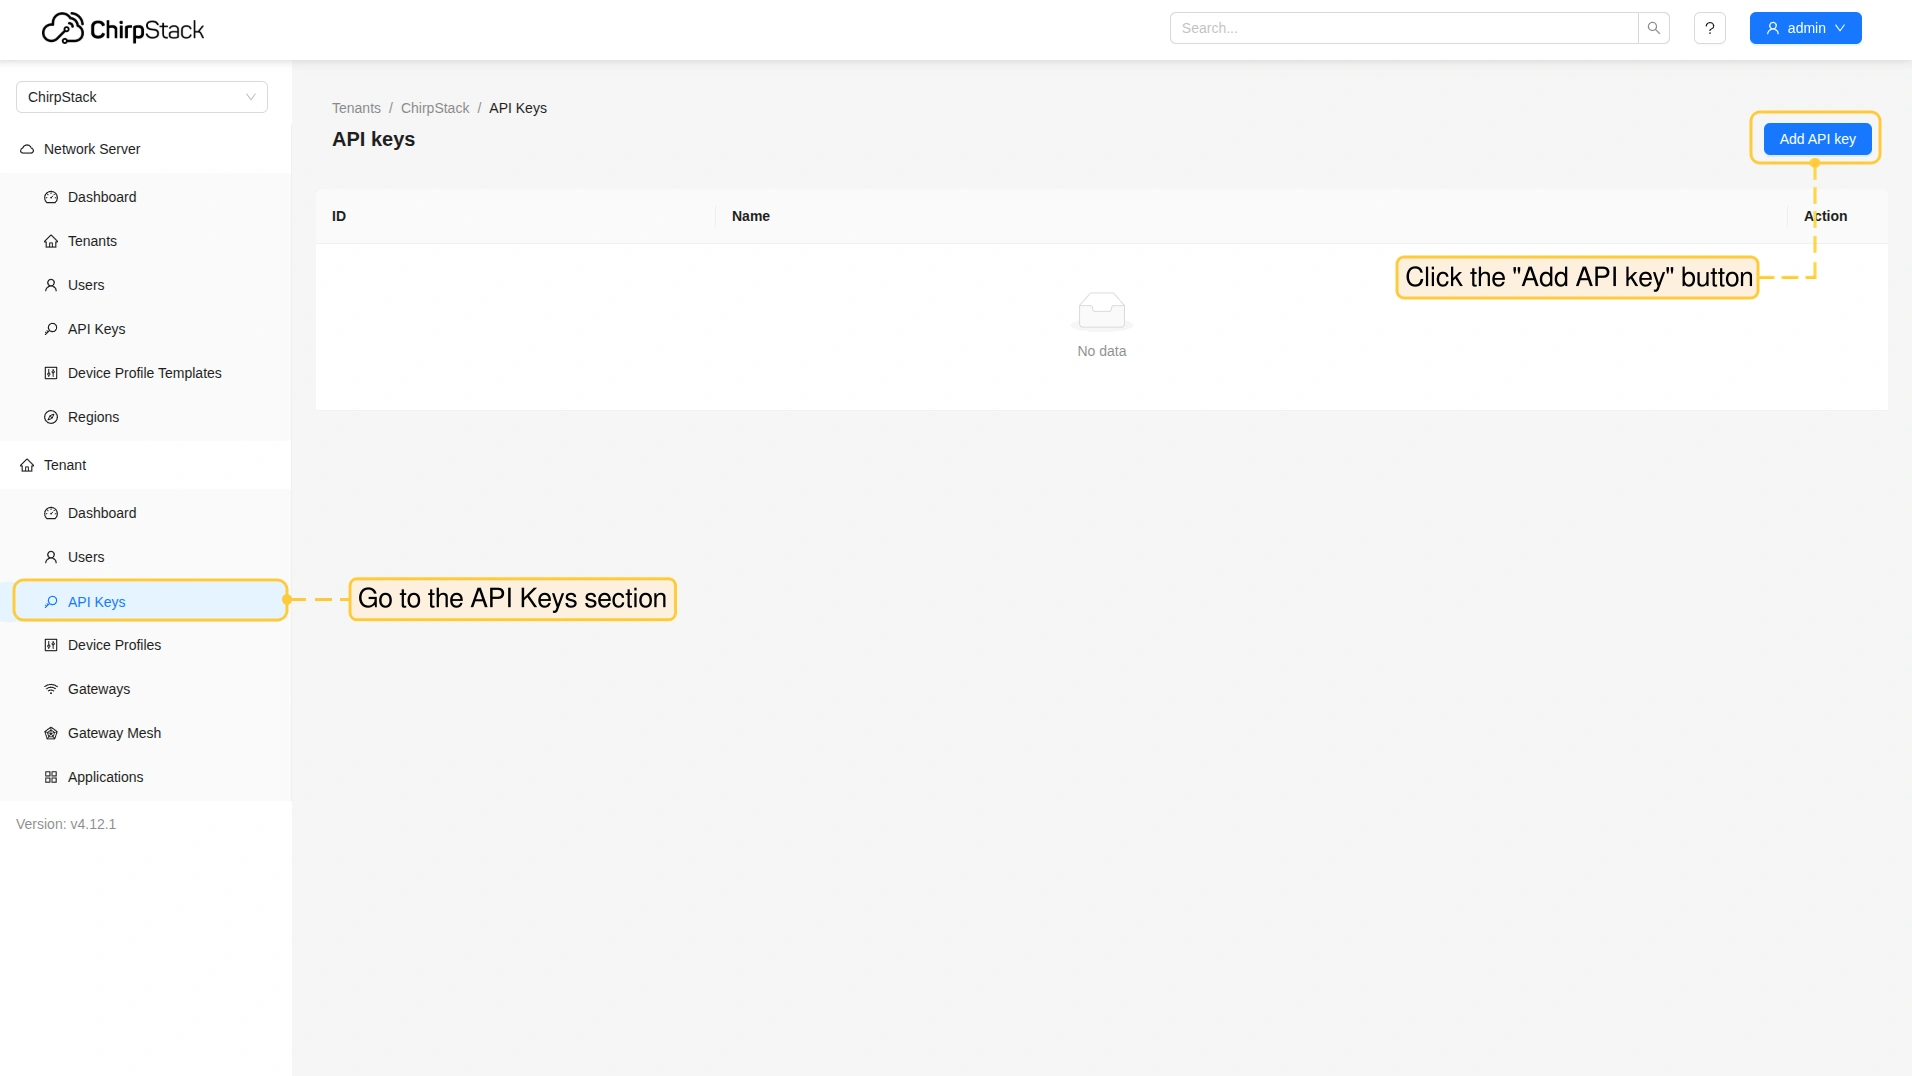 ChirpStack
Search...
?
admin
ChirpStack
Network Server
Dashboard
Tenants
Users
API Keys
Device Profile Templates
Regions
Tenant
Dashboard
Users
API Keys
Device Profiles
Gateways
Gateway Mesh
Applications
Version: v4.12.1
Tenants / ChirpStack / API Keys
API keys
Add API key
ID Name Action
Click the "Add API key" button
No data
Go to the API Keys section